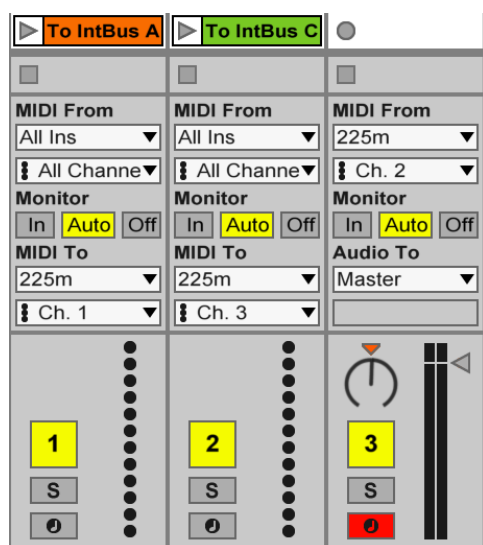 To IntBus A To IntBus C
MIDI From MIDI From MIDI From
All Ins All Ins 225m
All Channe All Channe Ch. 2
Monitor Monitor Monitor
In Auto Off In Auto Off In Auto Off
MIDI To MIDI To Audio To
225m 225m Master
Ch. 1 Ch. 3
1 2 3
S S S